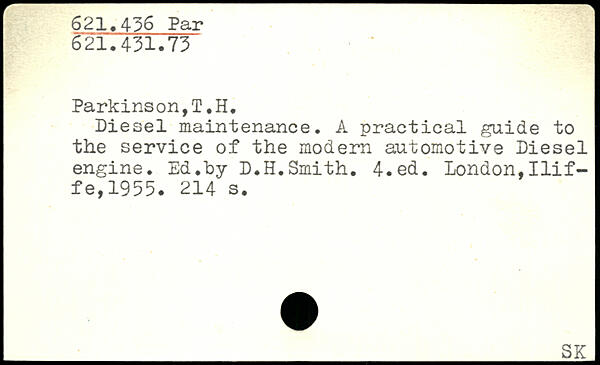 621.436 Par
621.431.73
Parkinson,T.H.
Diesel maintenance. A practical guide to
the service of the modern automotive Diesel
engine. Ed.by D.H.Smith. 4.ed. London,Ilif-
fe,1955. 214 s.
SK